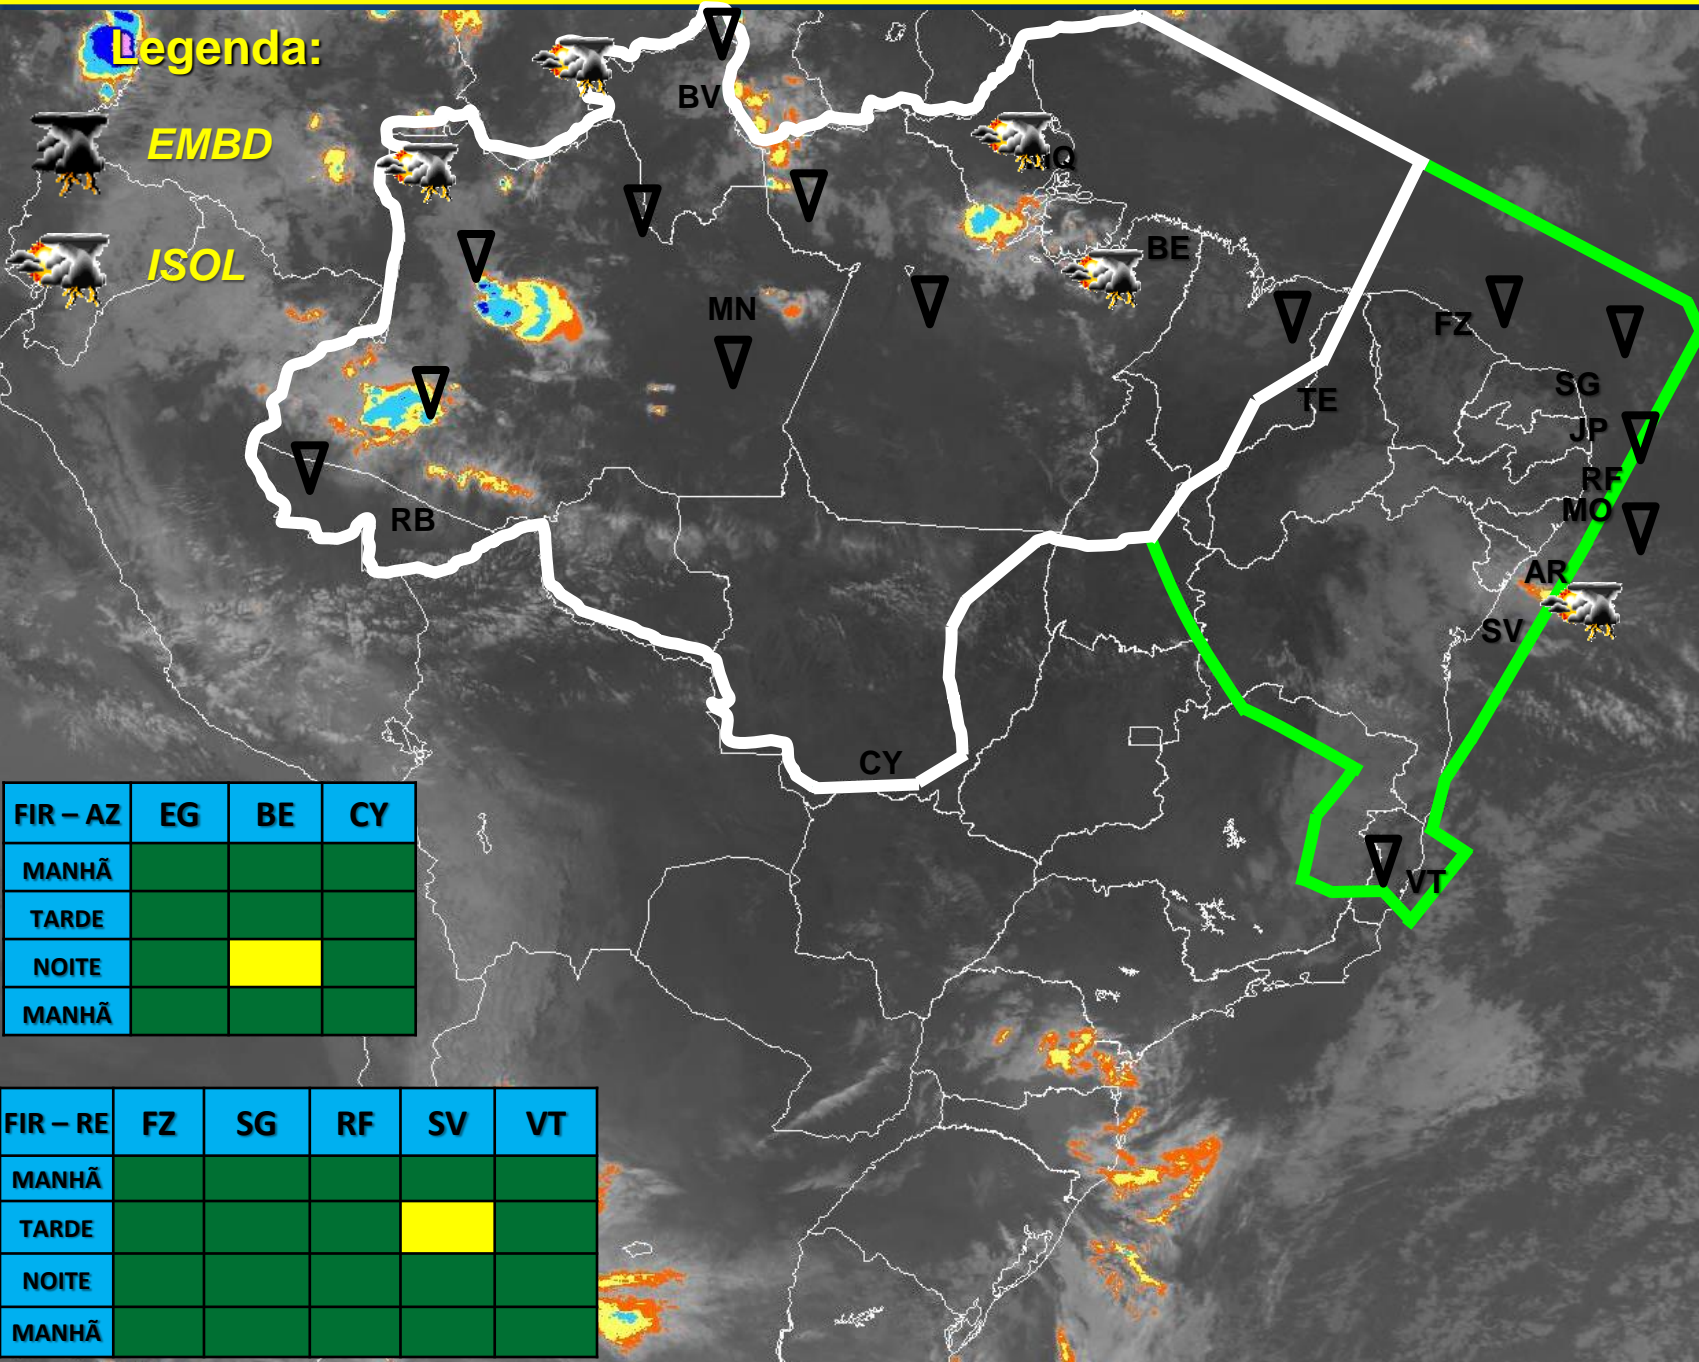 Legenda:
EMBD
ISOL
BV
BE
MN
FZ
SG
TE
JP
RF
MO
RB
AR
SV
CY
VT
FIR – AZ EG BE CY
MANHÃ
TARDE
NOITE
MANHÃ
FIR – RE FZ SG RF SV VT
MANHÃ
TARDE
NOITE
MANHÃ